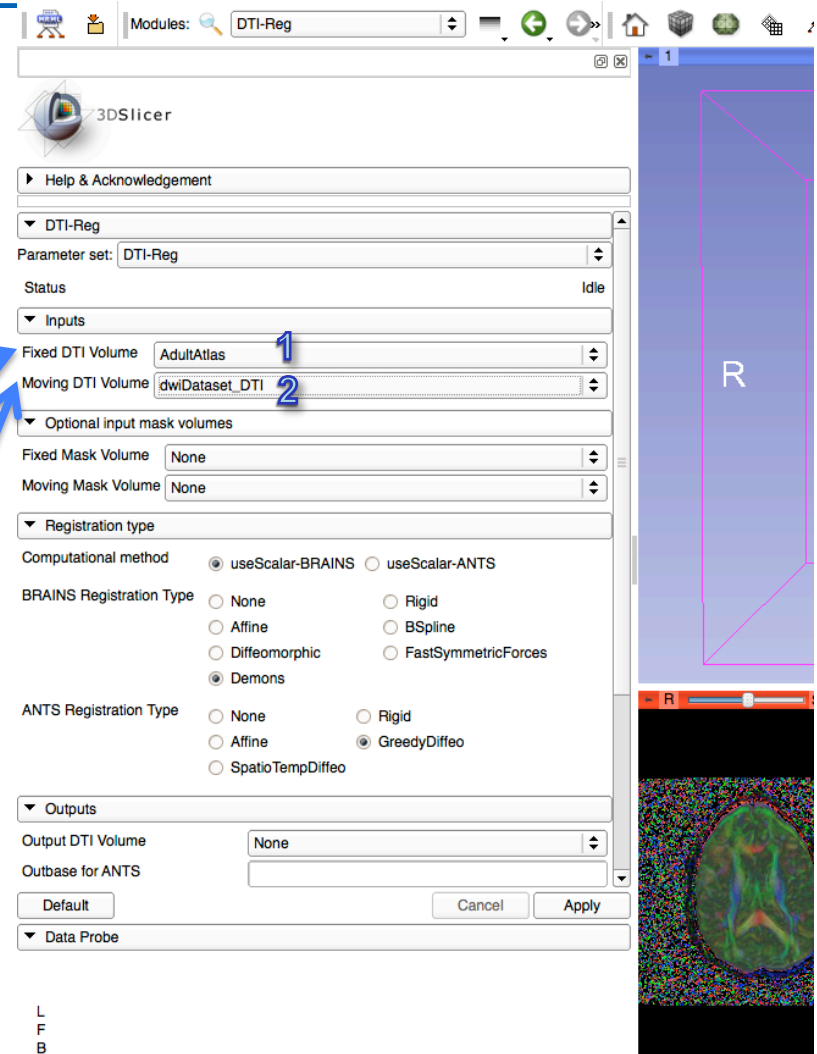 Modules: DTI-Reg
1
3DSlicer
Help & Acknowledgement
DTI-Reg
Parameter set: DTI-Reg
Status Idle
Inputs
Fixed DTI Volume AdultAtlas 1
Moving DTI Volume dwiDataset_DTI 2
R
Optional input mask volumes
Fixed Mask Volume None
Moving Mask Volume None
Registration type
Computational method useScalar-BRAINS useScalar-ANTS
BRAINS Registration Type None Rigid
Affine BSpline
Diffeomorphic FastSymmetricForces
Demons
R
ANTS Registration Type None Rigid
Affine GreedyDiffeo
SpatioTempDiffeo
Outputs
Output DTI Volume None
Outbase for ANTS
Default Cancel Apply
Data Probe
L
F
B